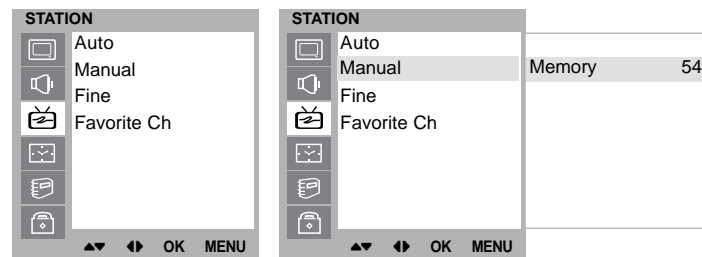 STATION
Auto
Manual
Fine
Favorite Ch
▲▼ ◀▶ OK MENU
STATION
Auto
Manual Memory 54
Fine
Favorite Ch
▲▼ ◀▶ OK MENU